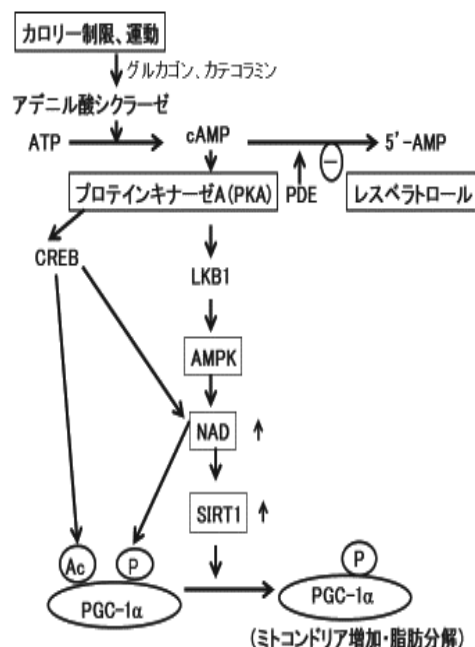 カロリー制限、運動
グルカゴン、カテコラミン
アデニル酸シクラーゼ
ATP cAMP 5'-AMP
プロテインキナーゼA(PKA) PDE － レスベラトロール
CREB
LKB1
AMPK
NAD ↑
SIRT1 ↑
Ac P P
PGC-1α PGC-1α
(ミトコンドリア増加・脂肪分解)